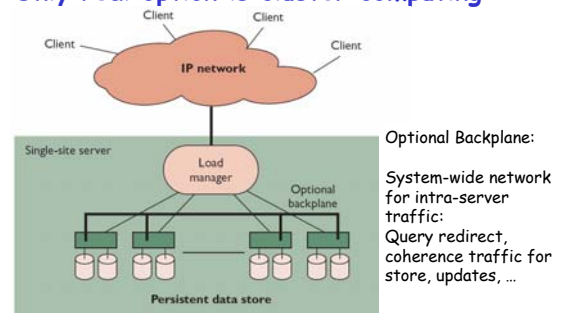 Only real option is cluster computing
Client
Client
Client
Client
IP network
Single-site server
Load
manager
Optional
backplane
Persistent data store
Optional Backplane:
System-wide network
for intra-server
traffic:
Query redirect,
coherence traffic for
store, updates, …